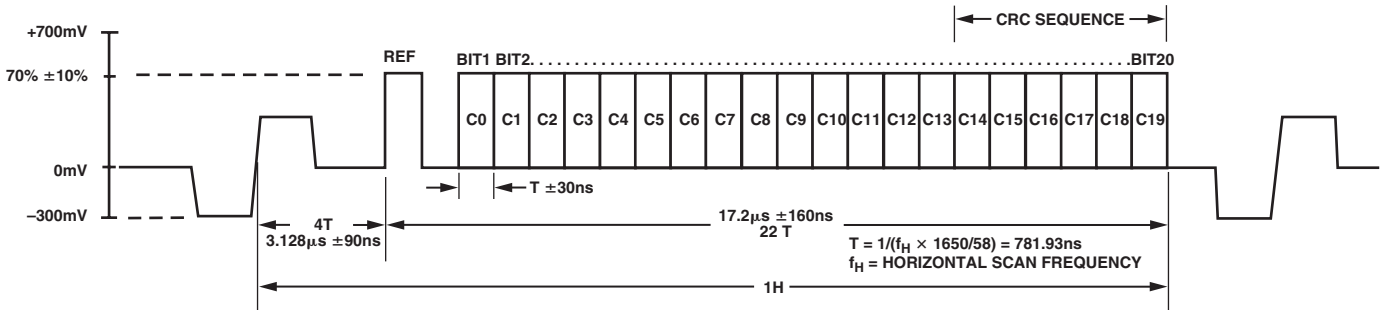 CRC SEQUENCE
+700mV
REF
BIT1 BIT2. . . . . . . . . . . . . . . . . . . . . . . . . . . . . . . . . . . . . . . . . . . . . . . . . . . . . . . . . . . . . . .BIT20
70% ±10%
C0 C1 C2 C3 C4 C5 C6 C7 C8 C9 C10 C11 C12 C13 C14 C15 C16 C17 C18 C19
0mV
T ±30ns
–300mV
4T
3.128μs ±90ns
17.2μs ±160ns
22 T
T = 1/(fH × 1650/58) = 781.93ns
fH = HORIZONTAL SCAN FREQUENCY
1H